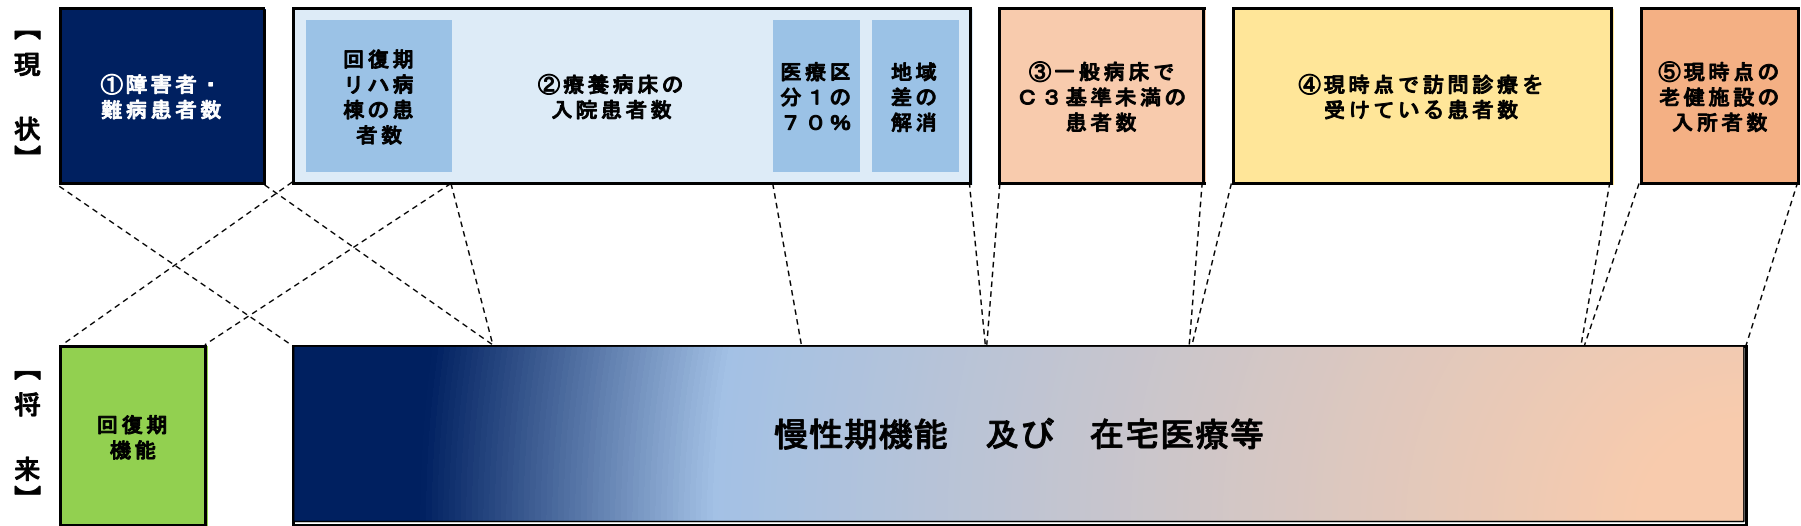 【現状】
①障害者・
難病患者数
回復期
リハ病
棟の患
者数
②療養病床の
入院患者数
医療区
分１の
７０％
地域
差の
解消
③一般病床で
Ｃ３基準未満の
患者数
④現時点で訪問診療を
受けている患者数
⑤現時点の
老健施設の
入所者数
【将来】
回復期
機能
慢性期機能　及び　在宅医療等